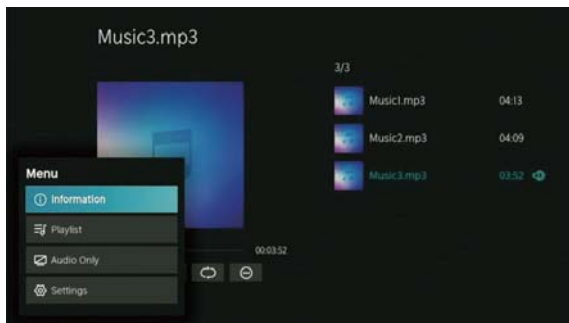 Music3.mp3
3/3
Music1.mp3 04:13
Music2.mp3 04:09
Music3.mp3 03:52
Menu
Information
Playlist
Audio Only
Settings
00:03:52